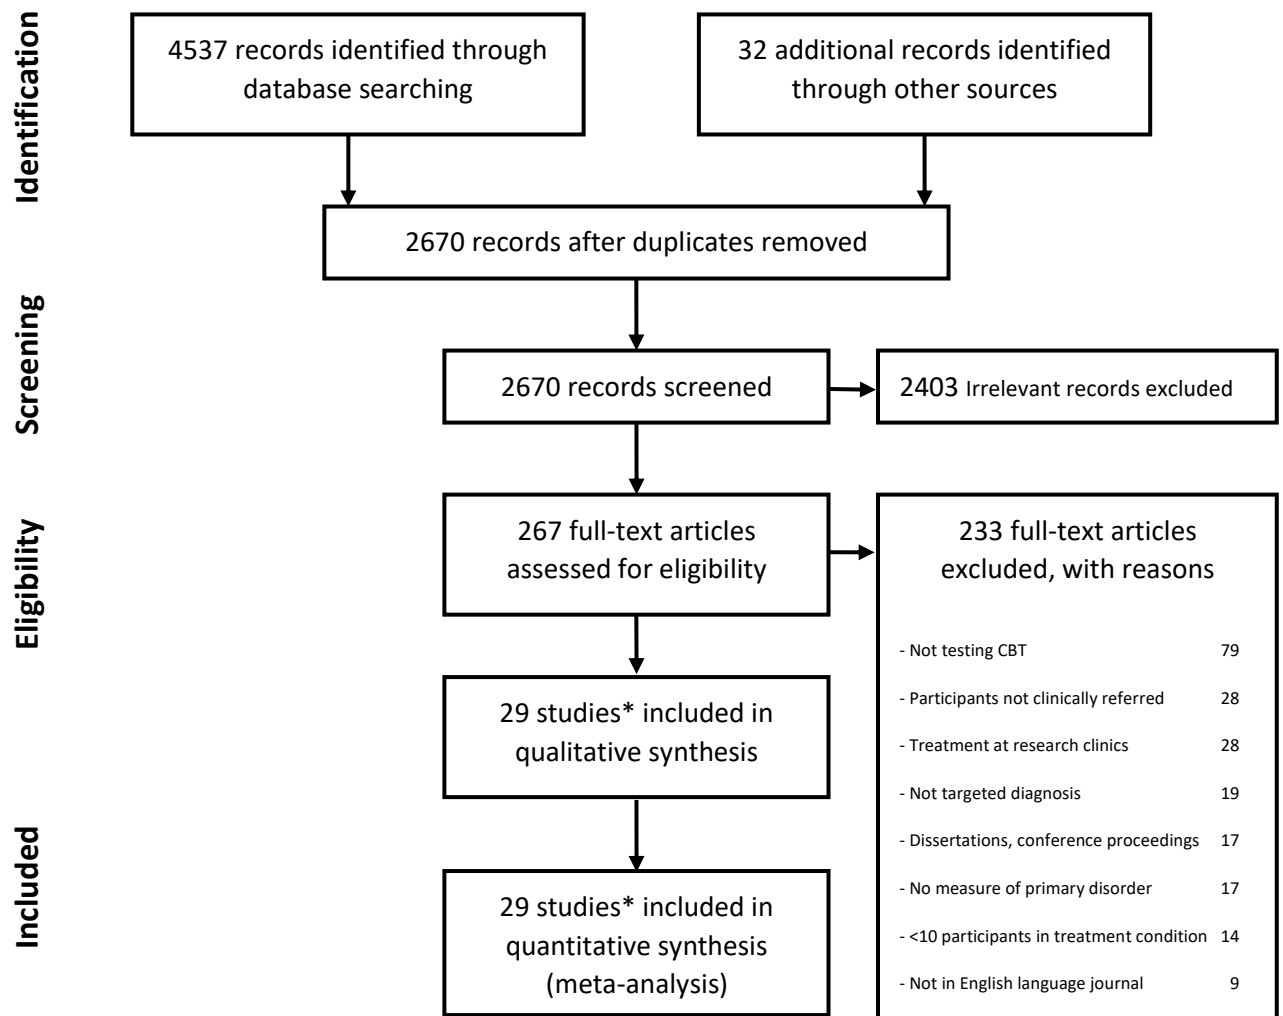 Identification
4537 records identified through
database searching
32 additional records identified
through other sources
2670 records after duplicates removed
Screening
2670 records screened
2403 Irrelevant records excluded
Eligibility
267 full-text articles
assessed for eligibility
233 full-text articles
excluded, with reasons
- Not testing CBT 79
- Participants not clinically referred 28
- Treatment at research clinics 28
- Not targeted diagnosis 19
- Dissertations, conference proceedings 17
- No measure of primary disorder 17
- <10 participants in treatment condition 14
- Not in English language journal 9
29 studies* included in
qualitative synthesis
Included
29 studies* included in
quantitative synthesis
(meta-analysis)